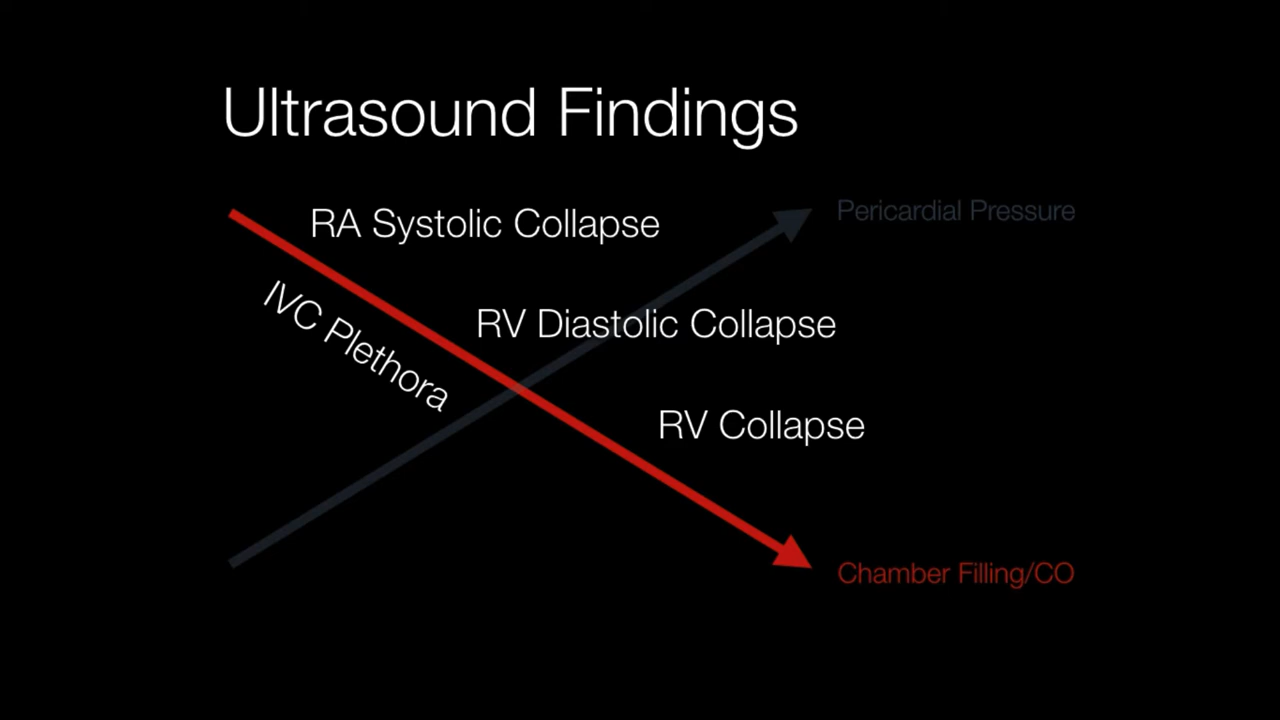 Ultrasound Findings
RA Systolic Collapse
Pericardial Pressure
IVC Plethora
RV Diastolic Collapse
RV Collapse
Chamber Filling/CO